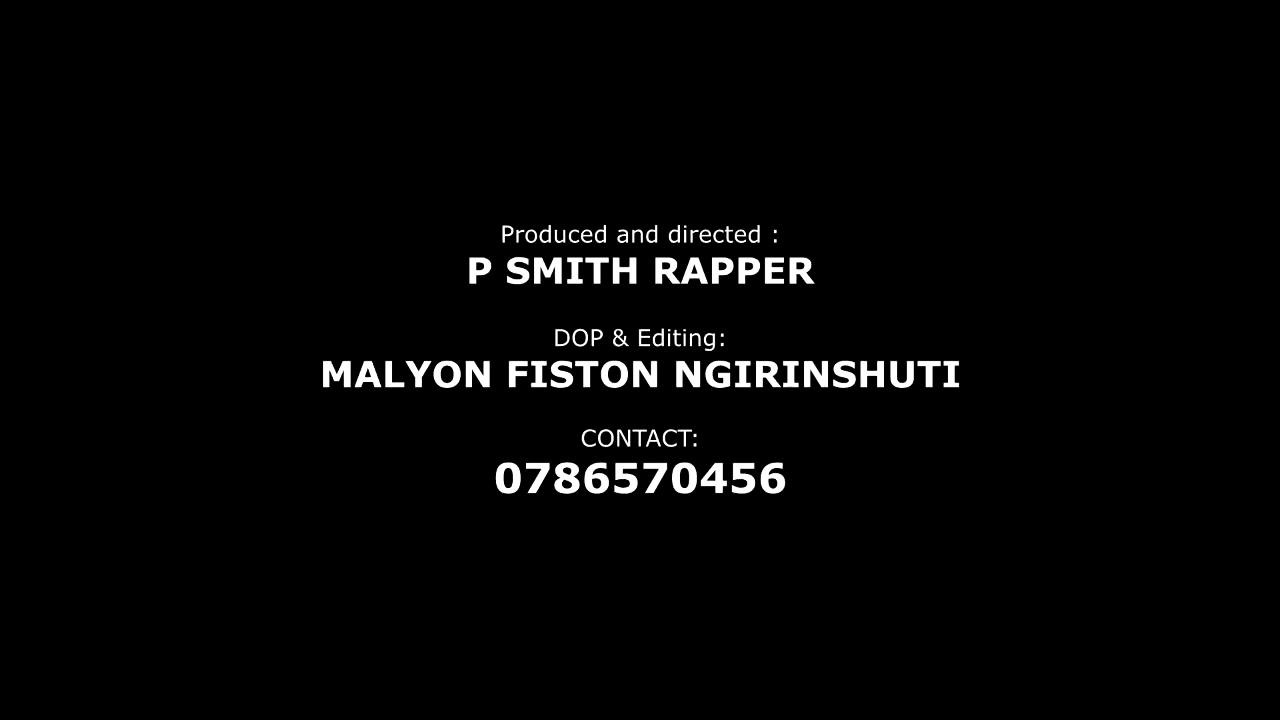 Produced and directed :
P SMITH RAPPER
DOP & Editing:
MALYON FISTON NGIRINSHUTI
CONTACT:
0786570456